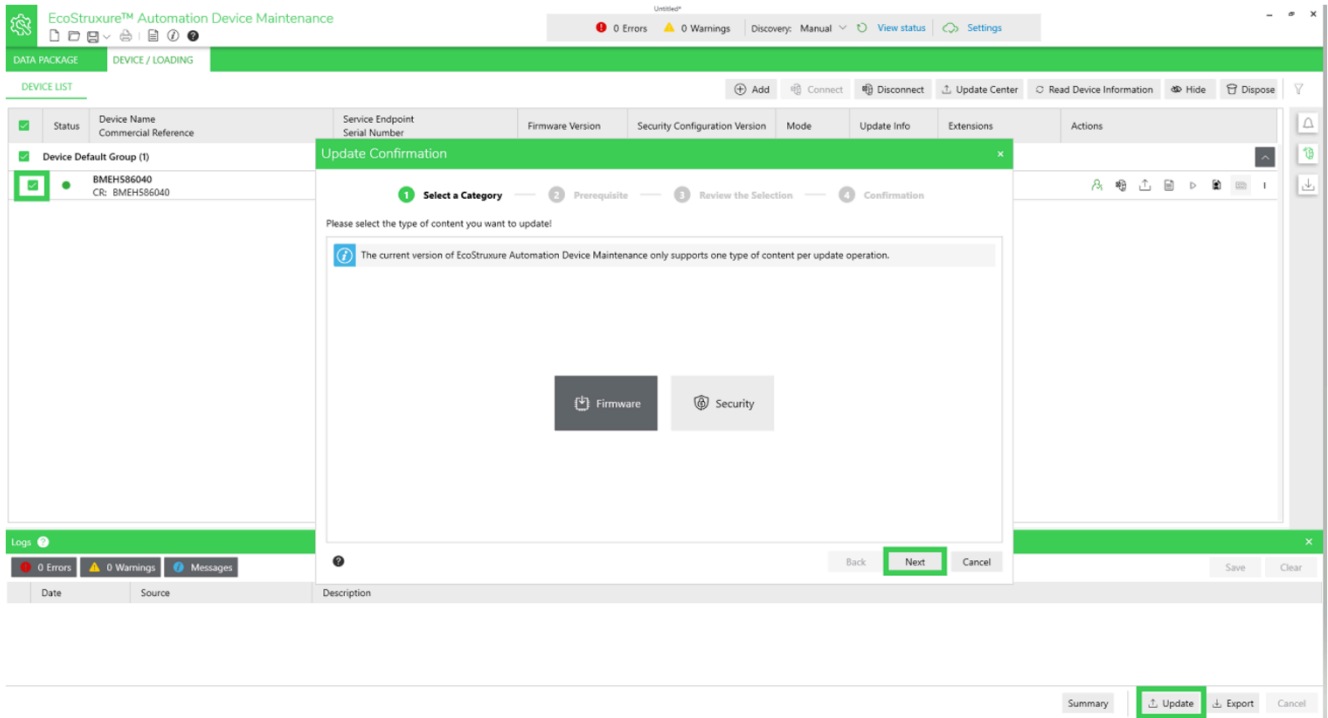 Untitled*
EcoStruxure™ Automation Device Maintenance
0 Errors 0 Warnings Discovery: Manual View status Settings
DATA PACKAGE DEVICE / LOADING
DEVICE LIST
Add Connect Disconnect Update Center Read Device Information Hide Dispose
Status Device Name Service Endpoint Firmware Version Security Configuration Version Mode Update Info Extensions Actions
Commercial Reference Serial Number
Device Default Group (1)
BMEH586040
CR: BMEH586040
Update Confirmation
1 Select a Category 2 Prerequisite 3 Review the Selection 4 Confirmation
Please select the type of content you want to update!
The current version of EcoStruxure Automation Device Maintenance only supports one type of content per update operation.
Firmware Security
Back Next Cancel
Logs
0 Errors 0 Warnings Messages Save Clear
Date Source Description
Summary Update Export Cancel